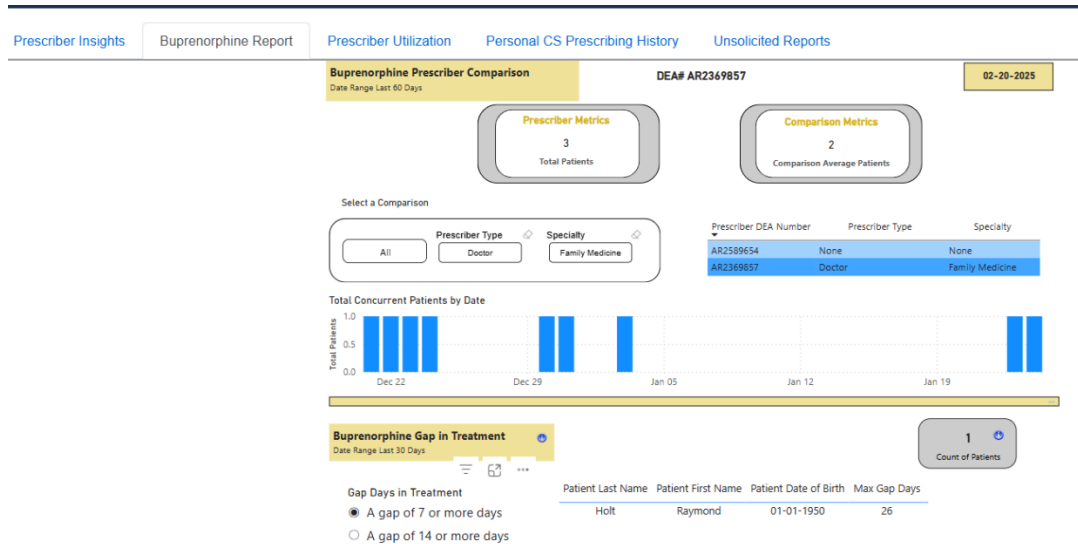 Prescriber Insights Buprenorphine Report Prescriber Utilization Personal CS Prescribing History Unsolicited Reports
Buprenorphine Prescriber Comparison DEA# AR2369857 02-20-2025
Date Range Last 60 Days
Prescriber Metrics Comparison Metrics
3 2
Total Patients Comparison Average Patients
Select a Comparison
Prescriber DEA Number Prescriber Type Specialty
Prescriber Type Specialty
All Doctor Family Medicine
AR2589654 None None
AR2369857 Doctor Family Medicine
Total Concurrent Patients by Date
Total Patients
1.0
0.5
0.0
Dec 22 Dec 29 Jan 05 Jan 12 Jan 19
Buprenorphine Gap in Treatment 1
Date Range Last 30 Days Count of Patients
Gap Days in Treatment Patient Last Name Patient First Name Patient Date of Birth Max Gap Days
A gap of 7 or more days Holt Raymond 01-01-1950 26
A gap of 14 or more days